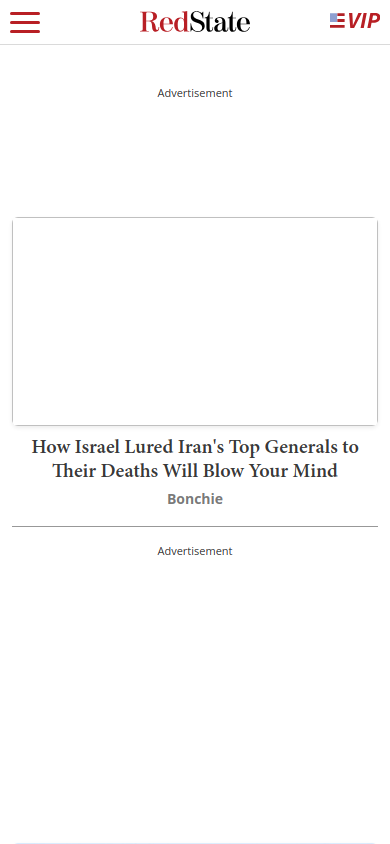 RedState
VIP
Advertisement
How Israel Lured Iran's Top Generals to
Their Deaths Will Blow Your Mind
Bonchie
Advertisement